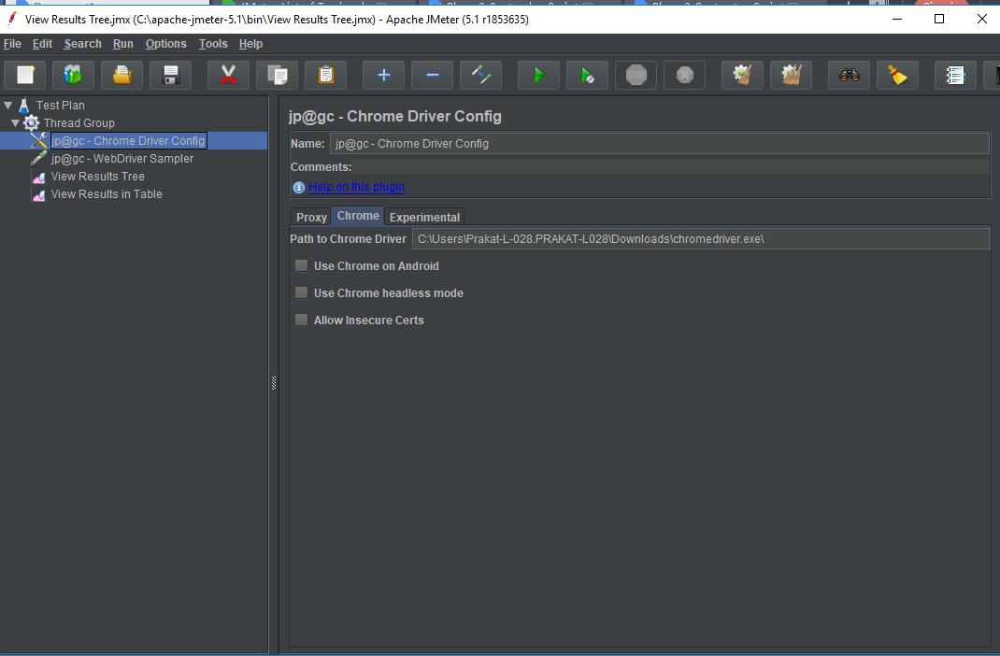 View Results Tree.jmx (C:\apache-jmeter-5.1\bin\View Results Tree.jmx) - Apache JMeter (5.1 r1853635)
File Edit Search Run Options Tools Help
STOP
Test Plan
Thread Group
jp@gc - Chrome Driver Config
jp@gc - WebDriver Sampler
View Results Tree
View Results in Table
jp@gc - Chrome Driver Config
Name: jp@gc - Chrome Driver Config
Comments:
Help on this plugin
Proxy Chrome Experimental
Path to Chrome Driver C:\Users\Prakat-L-028.PRAKAT-L028\Downloads\chromedriver.exe\
Use Chrome on Android
Use Chrome headless mode
Allow Insecure Certs